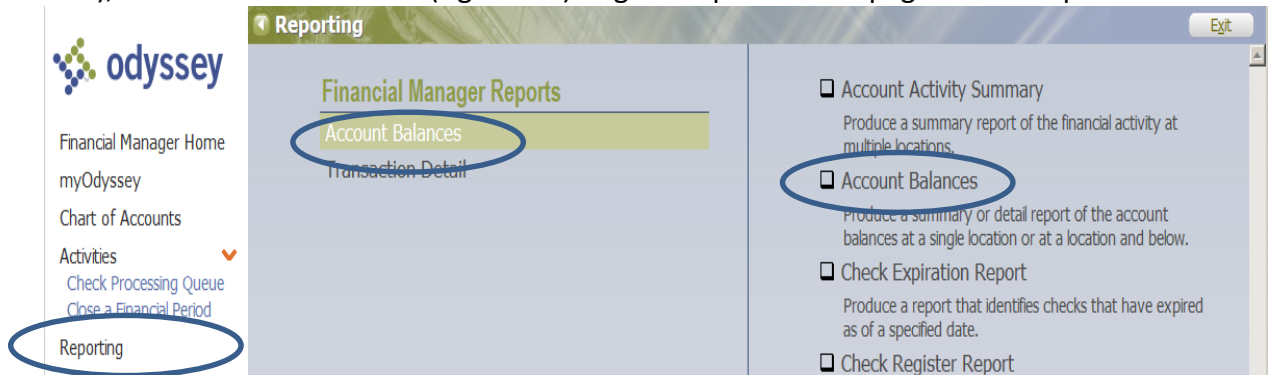 Reporting
Exit
odyssey
Financial Manager Home
myOdyssey
Chart of Accounts
Activities
Check Processing Queue
Close a Financial Period
Reporting
Financial Manager Reports
Account Balances
Transaction Detail
Account Activity Summary
Produce a summary report of the financial activity at
multiple locations.
Account Balances
Produce a summary or detail report of the account
balances at a single location or at a location and below.
Check Expiration Report
Produce a report that identifies checks that have expired
as of a specified date.
Check Register Report